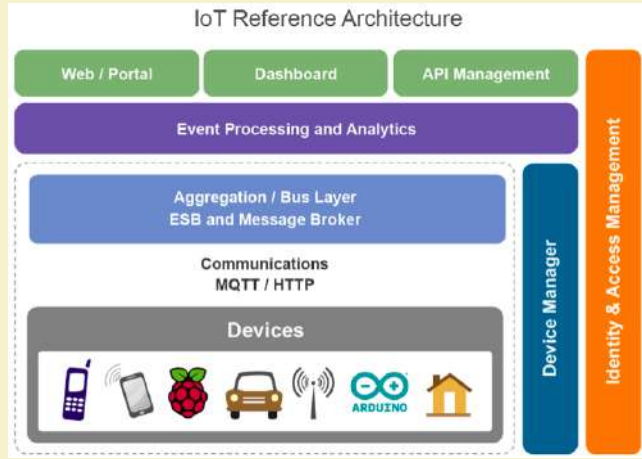 IoT Reference Architecture
Web / Portal
Dashboard
API Management
Event Processing and Analytics
Aggregation / Bus Layer
ESB and Message Broker
Communications
MQTT / HTTP
Devices
ARDUINO
Device Manager
Identity & Access Management